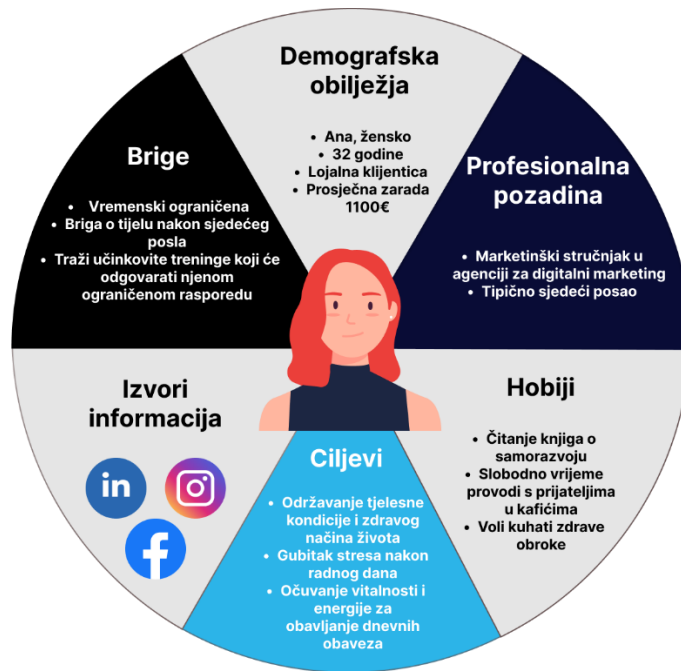 Demografska
obilježja
• Ana, žensko
• 32 godine
• Lojalna klijentica
• Prosječna zarada
1100€
Profesionalna
pozadina
• Marketinški stručnjak u
agenciji za digitalni marketing
• Tipično sjedeći posao
Hobiji
• Čitanje knjiga o
samorazvoju
• Slobodno vrijeme
provodi s prijateljima
u kafićima
• Voli kuhati zdrave
obroke
Ciljevi
• Održavanje tjelesne
kondicije i zdravog
načina života
• Gubitak stresa nakon
radnog dana
• Očuvanje vitalnosti i
energije za
obavljanje dnevnih
obaveza
Izvori
informacija
in
f
Brige
• Vremenski ograničena
• Briga o tijelu nakon sjedećeg
posla
• Traži učinkovite treninge koji će
odgovarati njenom
ograničenom rasporedu